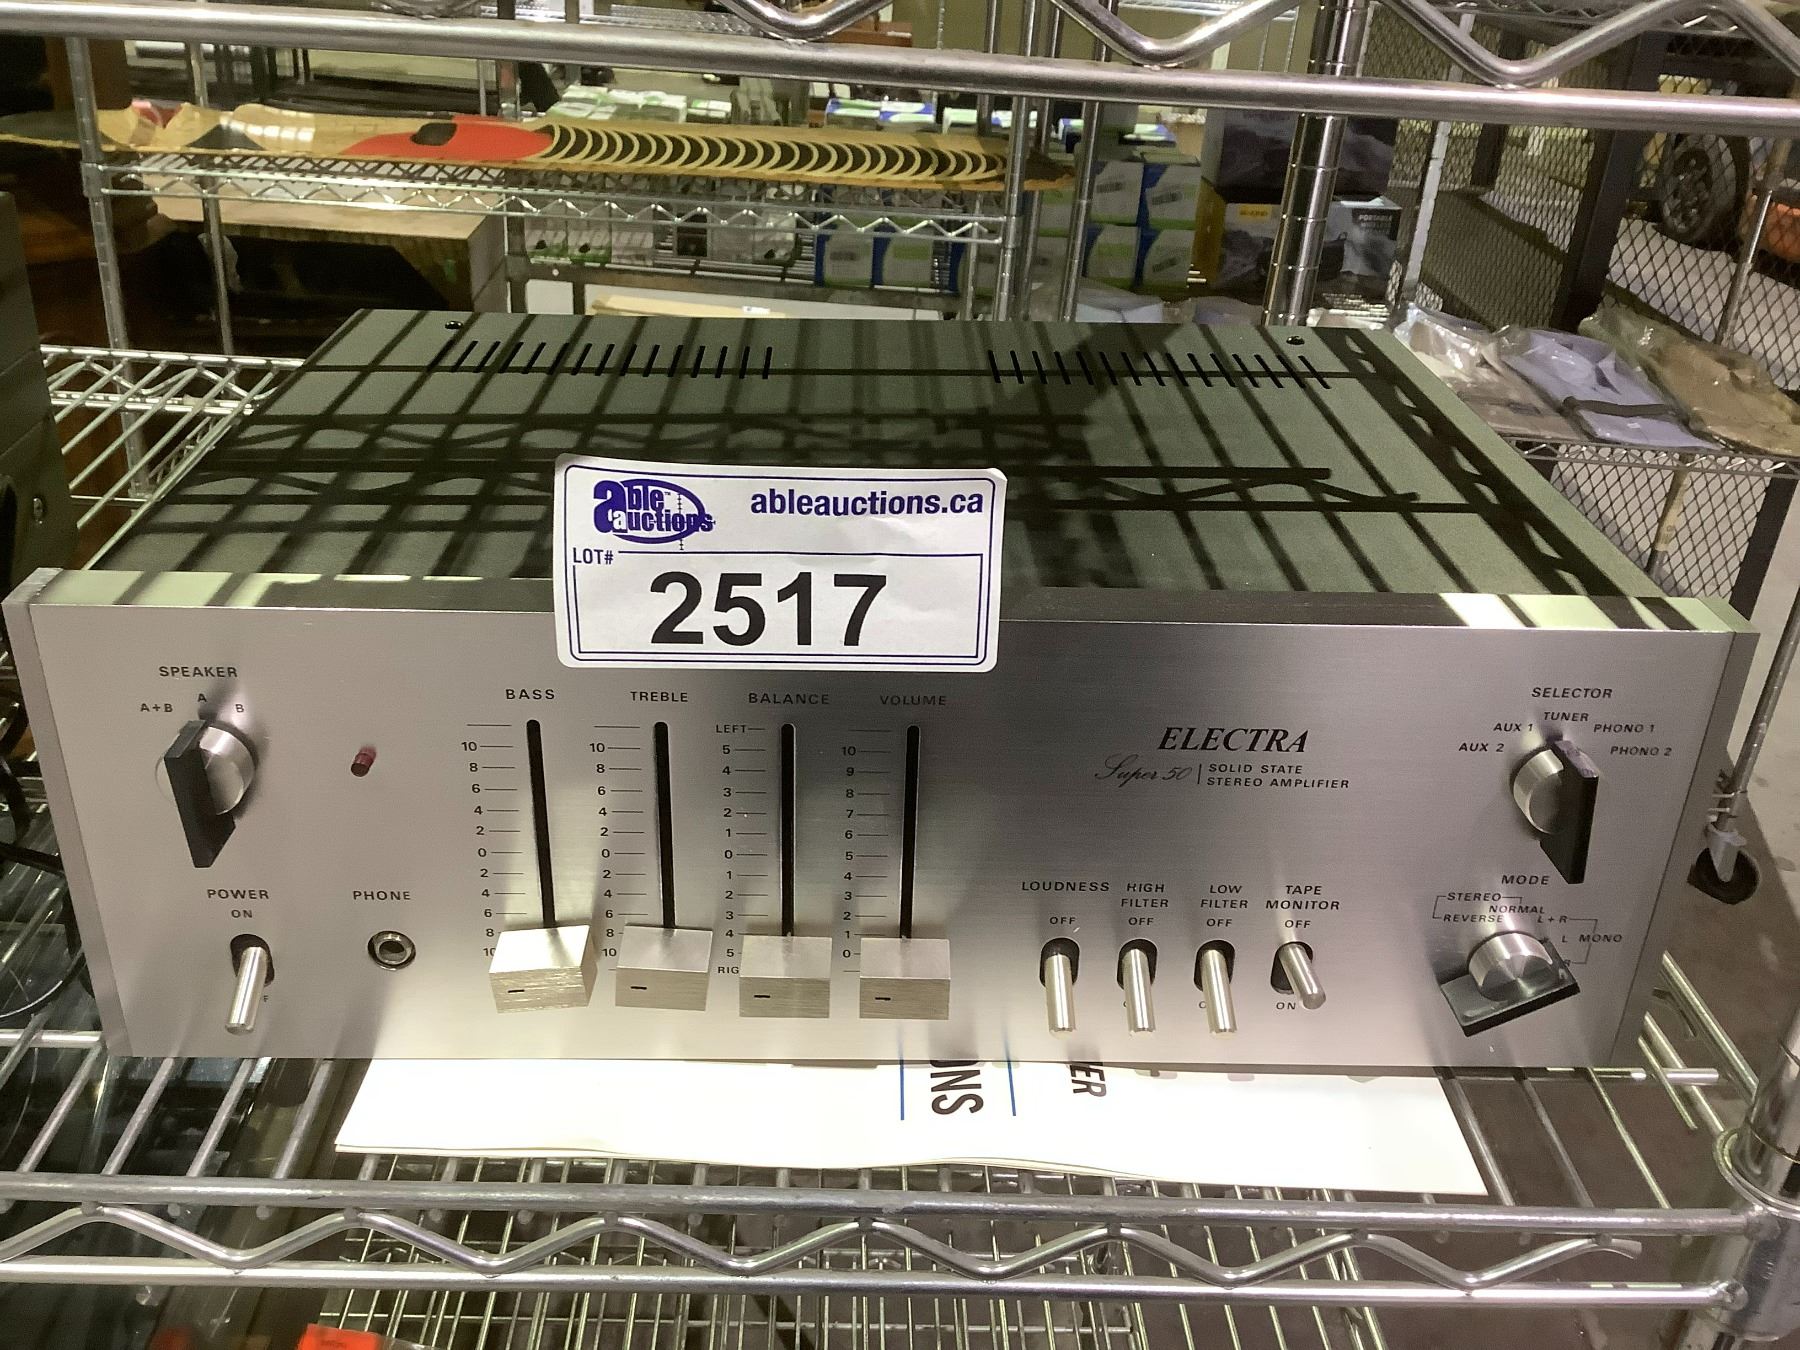 able™
auctions
ableauctions.ca
LOT#
2517
SPEAKER
A+B A B
POWER
ON
PHONE
BASS
10
8
6
4
2
0
2
4
6
8
TREBLE
10
8
6
4
2
0
2
4
6
8
10
BALANCE
LEFT
5
4
3
2
1
0
1
2
3
4
5
VOLUME
10
9
8
7
6
5
4
3
2
1
0
ELECTRA
Super 50
SOLID STATE
STEREO AMPLIFIER
LOUDNESS
OFF
HIGH
FILTER
OFF
LOW
FILTER
OFF
TAPE
MONITOR
OFF
ON
SELECTOR
AUX 2 AUX 1 TUNER PHONO 1 PHONO 2
MODE
STEREO
NORMAL
REVERSE
L+R
L
R
MONO
PORTABLE